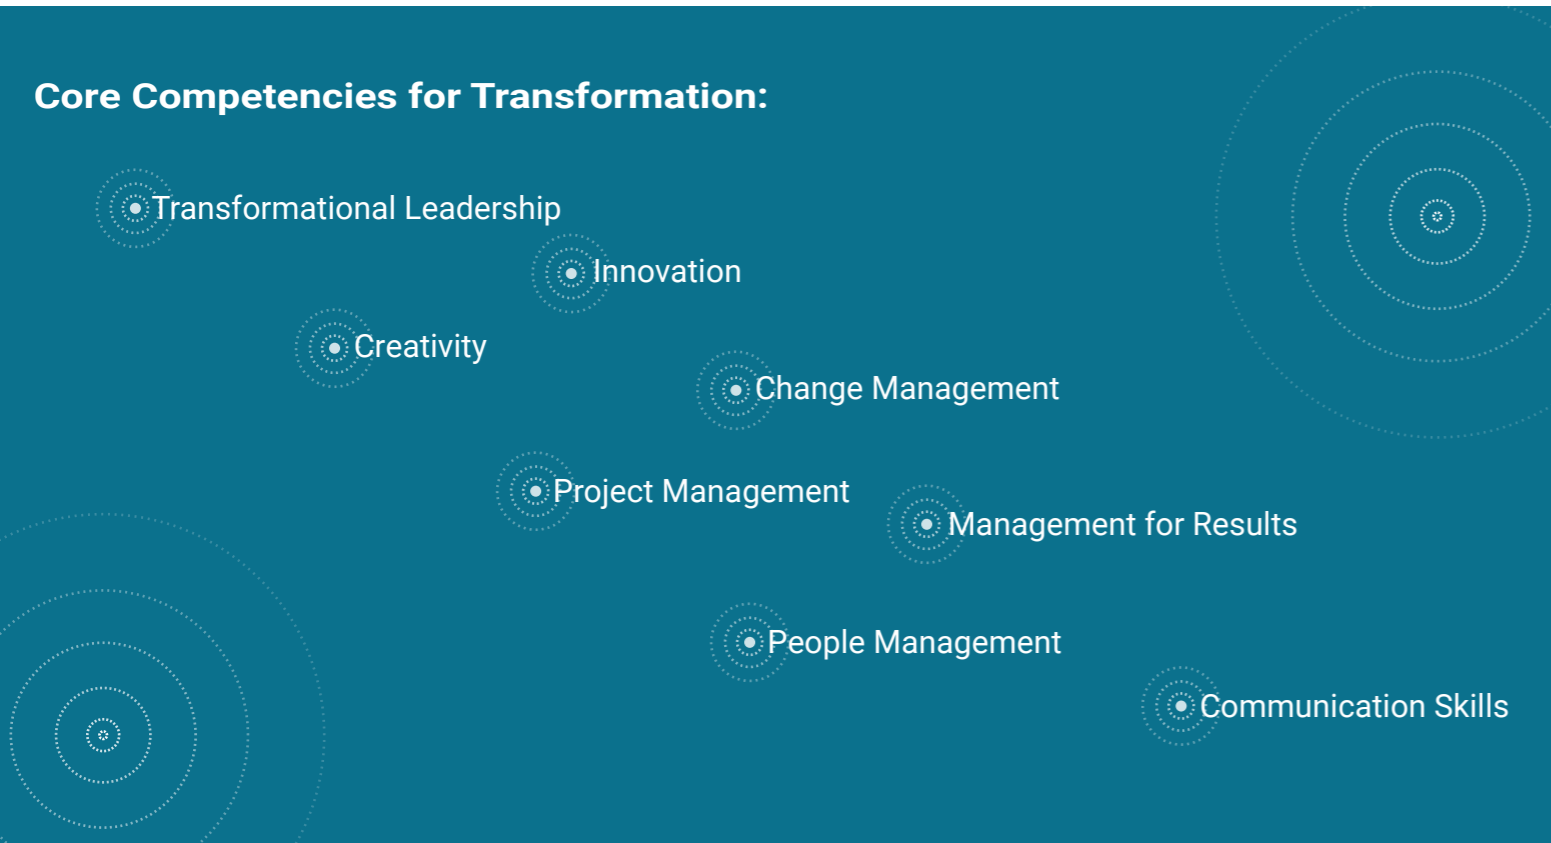 Core Competencies for Transformation:
Transformational Leadership
Innovation
Creativity
Change Management
Project Management
Management for Results
People Management
Communication Skills